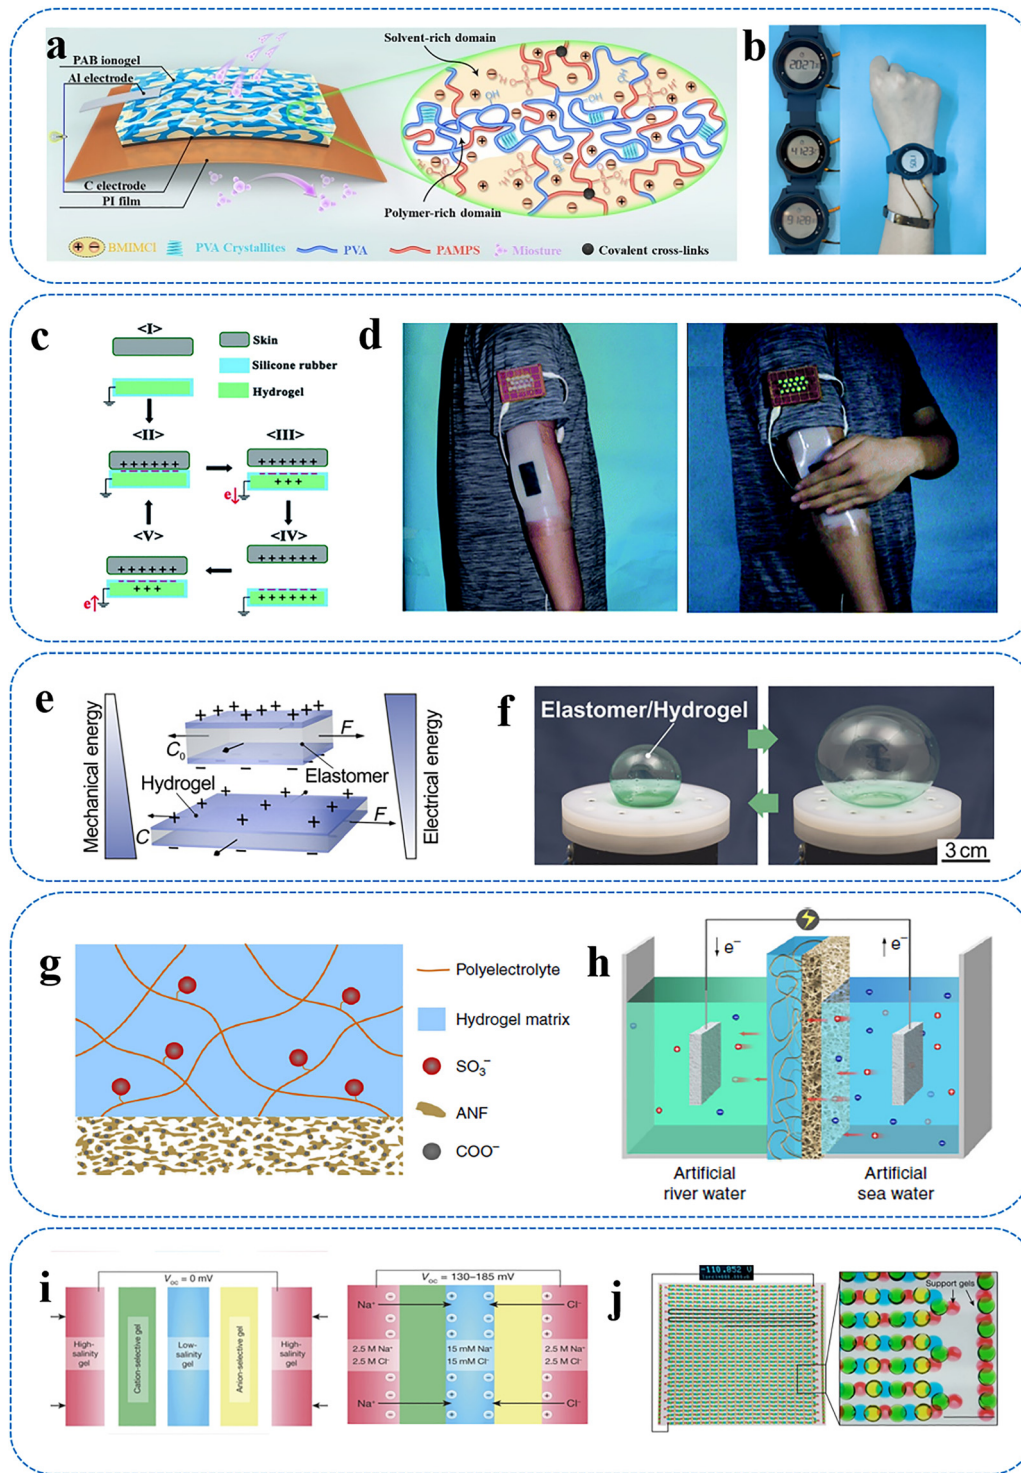 a
PAB ionogel
Al electrode
C electrode
PI film
Solvent-rich domain
Polymer-rich domain
BMIMCl
PVA Crystallites
PVA
PAMPS
Miosture
Covalent cross-links
b
c
<I>
Skin
Silicone rubber
Hydrogel
<II>
<III>
e
<V>
<IV>
e
d
e
Mechanical energy
C₀
F
Hydrogel
Elastomer
C
F
Electrical energy
f
Elastomer/Hydrogel
3 cm
g
Polyelectrolyte
Hydrogel matrix
SO₃⁻
ANF
COO⁻
h
e⁻
e⁻
Artificial
river water
Artificial
sea water
i
Voc = 0 mV
High-
salinity
gel
Cation-selective gel
Low-
salinity
gel
Anion-selective gel
High-
salinity
gel
Voc = 130–185 mV
Na⁺
Cl⁻
2.5 M Na⁺
2.5 M Cl⁻
15 mM Na⁺
15 mM Cl⁻
2.5 M Na⁺
2.5 M Cl⁻
Na⁺
Cl⁻
j
-110.052 V
Support gels